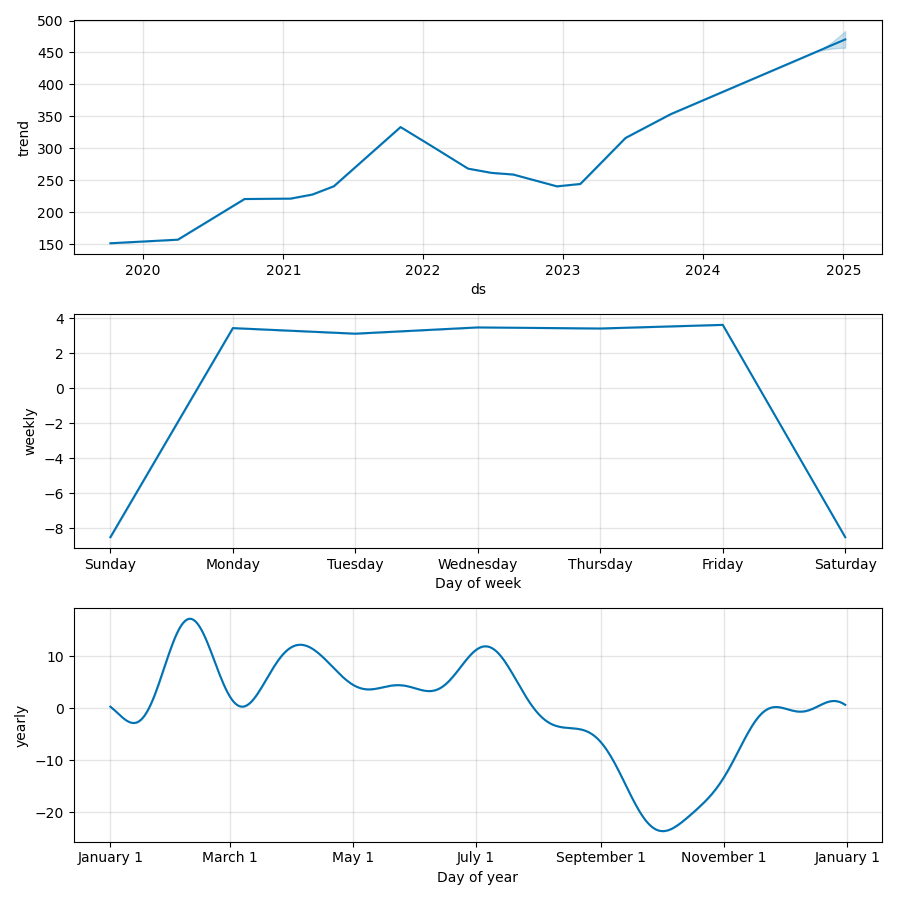 500
450
400
350
300
250
200
150
trend
2020 2021 2022 2023 2024 2025
ds
4
2
0
−2
−4
−6
−8
weekly
Sunday Monday Tuesday Wednesday Thursday Friday Saturday
Day of week
10
0
−10
−20
yearly
January 1 March 1 May 1 July 1 September 1 November 1 January 1
Day of year